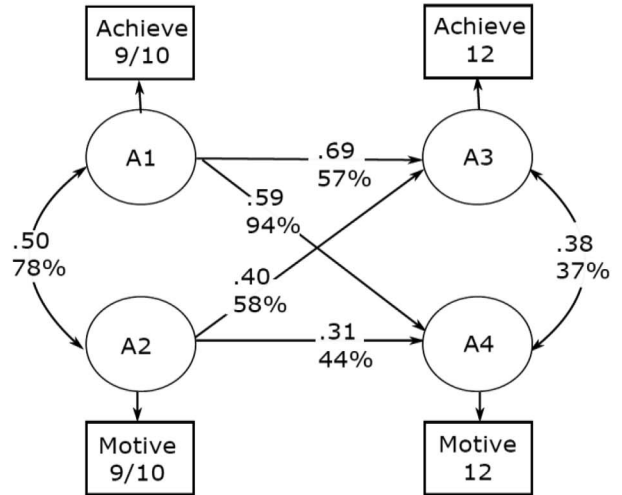 Achieve
9/10
Achieve
12
A1
A3
.69
57%
.59
94%
.50
78%
.38
37%
.40
58%
A2
A4
.31
44%
Motive
9/10
Motive
12